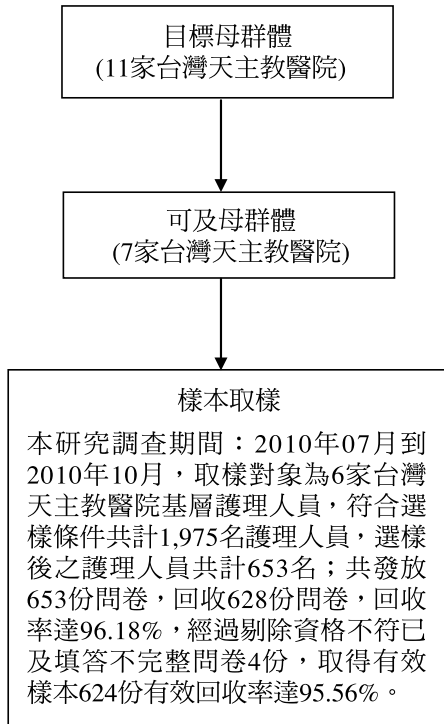 目標母群體
(11家台灣天主教醫院)
可及母群體
(7家台灣天主教醫院)
樣本取樣
本研究調查期間：2010年07月到
2010年10月，取樣對象為6家台灣
天主教醫院基層護理人員，符合選
樣條件共計1,975名護理人員，選樣
後之護理人員共計653名；共發放
653份問卷，回收628份問卷，回收
率達96.18%，經過剔除資格不符已
及填答不完整問卷4份，取得有效
樣本624份有效回收率達95.56%。